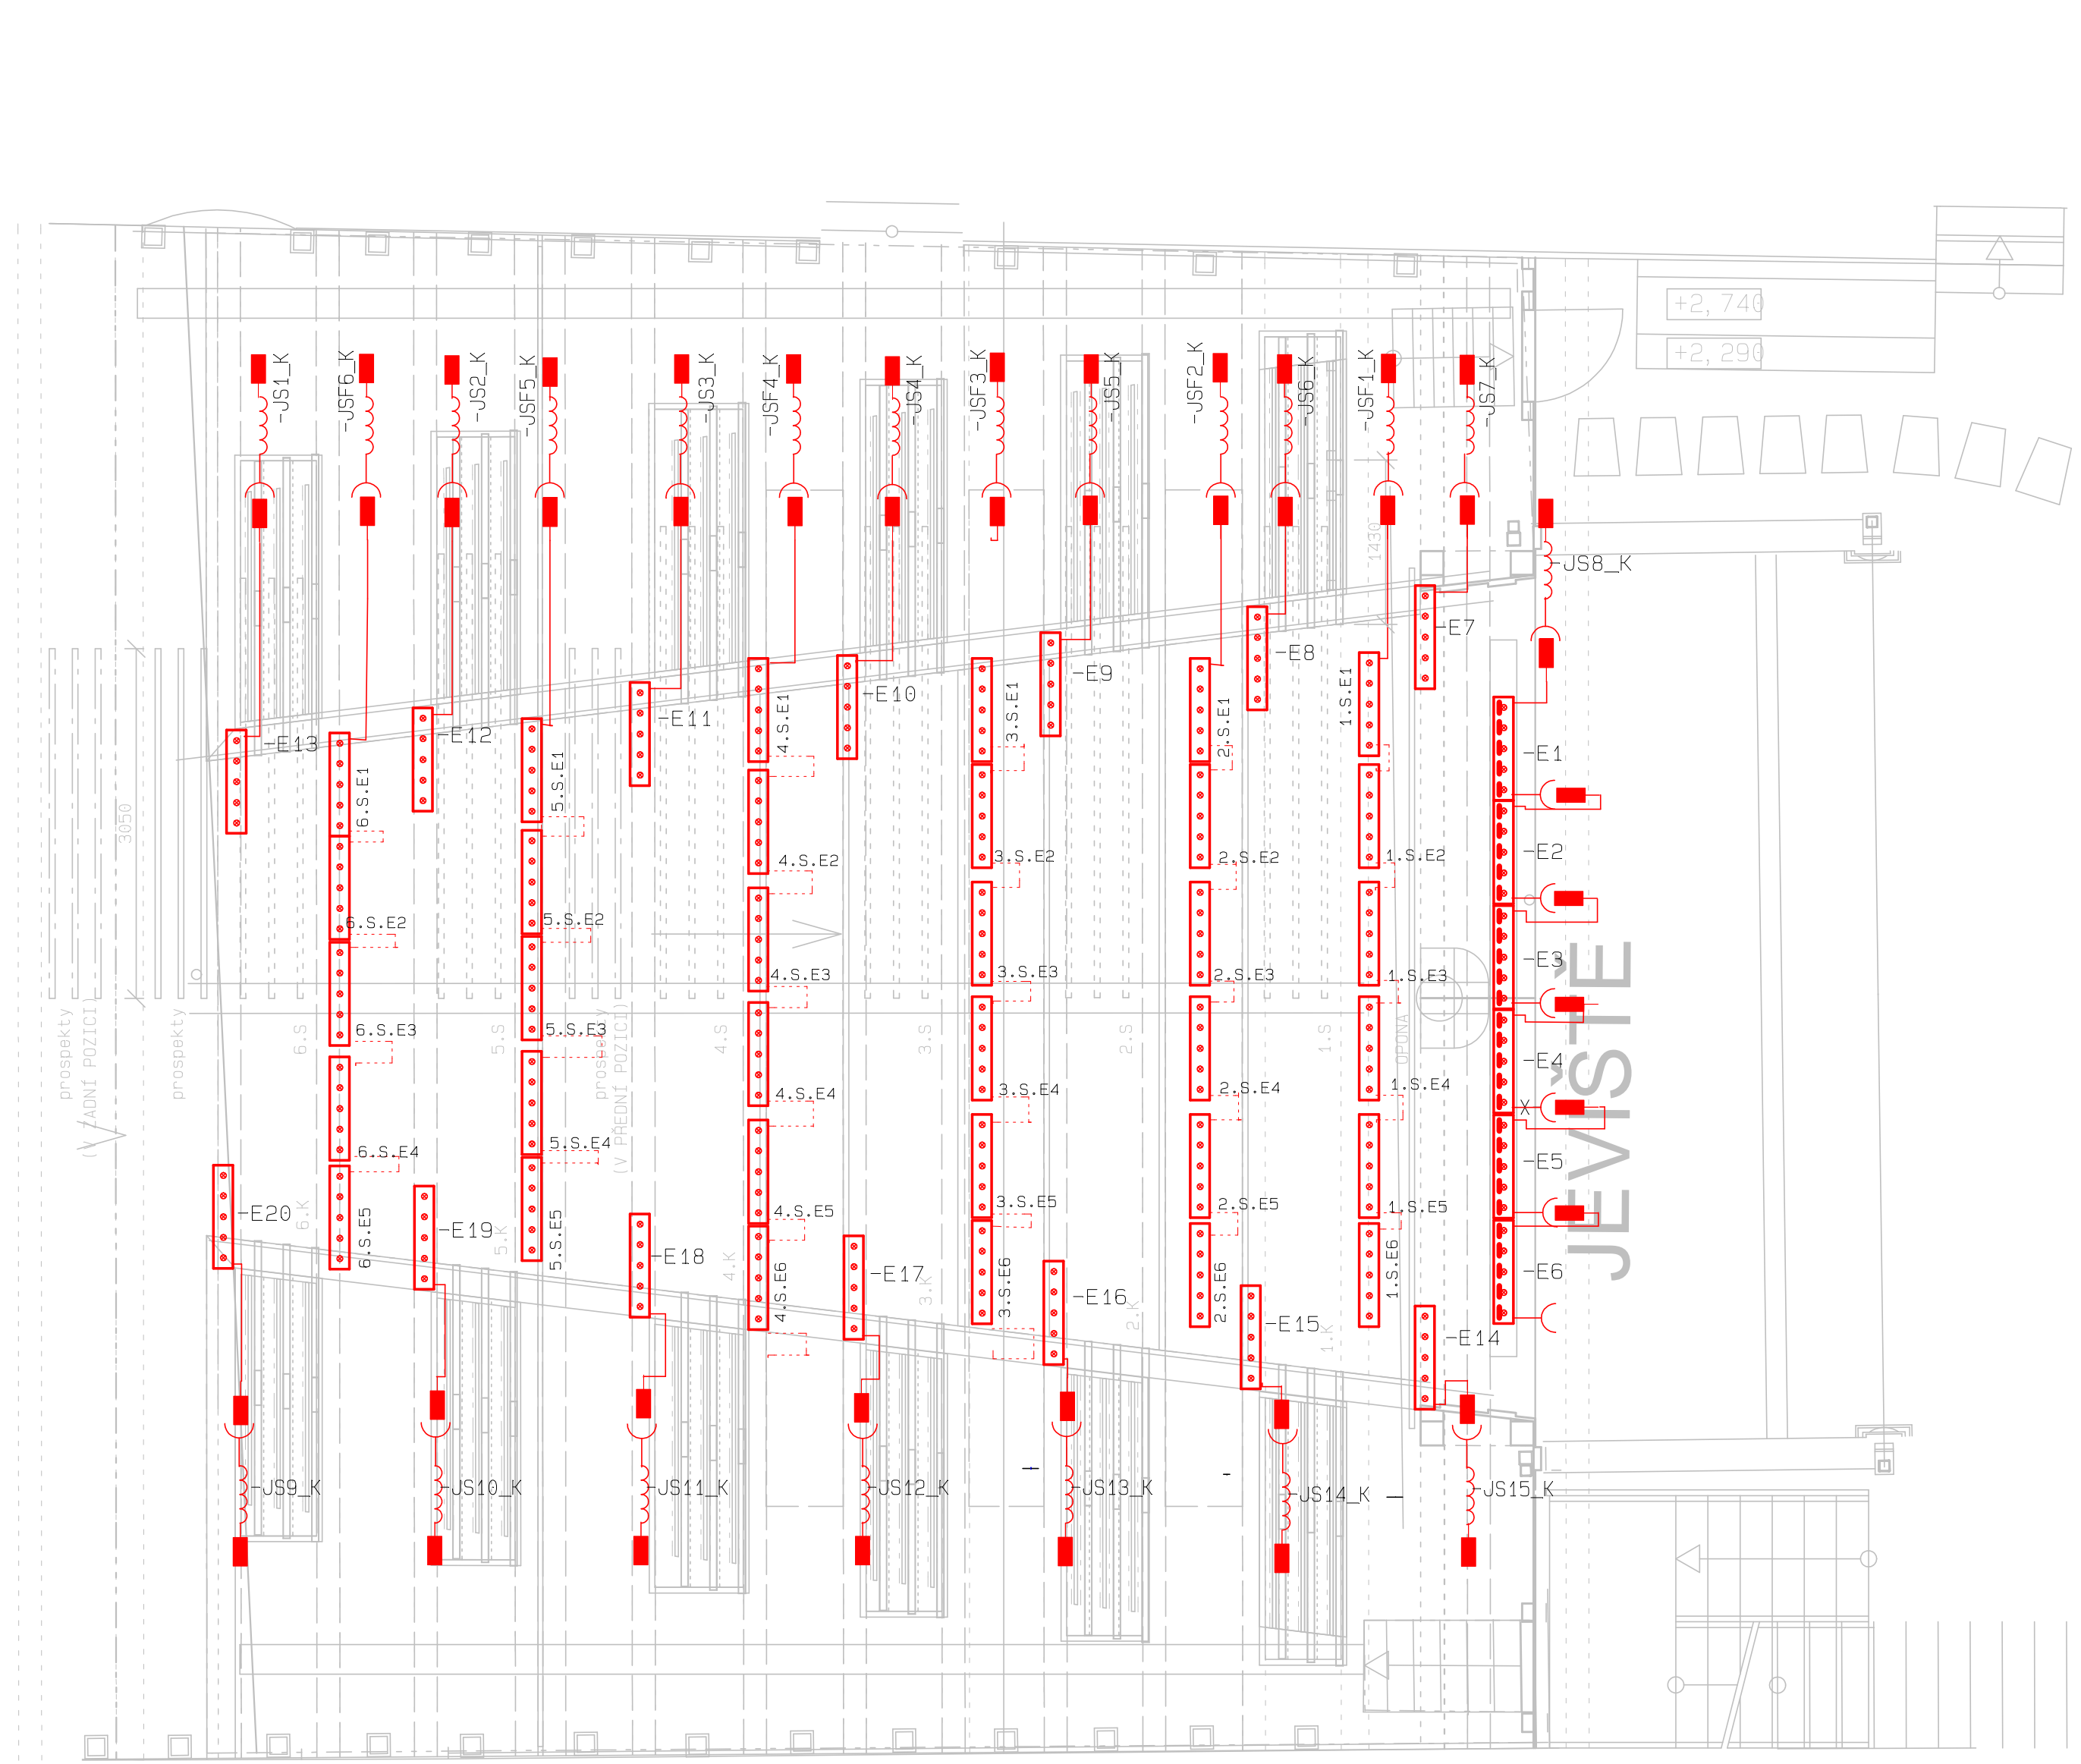 +2,740
+2,290
-JS1_K
-JSF6_K
-JS2_K
-JSF5_K
-JS3_K
-JSF4_K
-JS4_K
-JSF3_K
-JS5_K
-JSF2_K
-JS6_K
-JSF1_K
-JS7_K
-JS8_K
1430
-E7
-E8
-E9
-E10
-E11
-E12
-E13
6.S.E1
5.S.E1
4.S.E1
3.S.E1
2.S.E1
1.S.E1
-E1
3050
6.S.E2
5.S.E2
4.S.E2
3.S.E2
2.S.E2
1.S.E2
-E2
6.S.E3
5.S.E3
4.S.E3
3.S.E3
2.S.E3
1.S.E3
-E3
prospekty
(V ZADNÍ POZICI)
prospekty
6.S
5.S
prospekty
(V PŘEDNÍ POZICI)
4.S
3.S
2.S
1.S
OPONA
JEVIŠTĚ
6.S.E4
5.S.E4
4.S.E4
3.S.E4
2.S.E4
1.S.E4
-E4
X
6.S.E5
5.S.E5
4.S.E5
3.S.E5
2.S.E5
1.S.E5
-E5
4.S.E6
3.S.E6
2.S.E6
1.S.E6
-E6
6.K
5.K
4.K
3.K
2.K
1.K
-E20
-E19
-E18
-E17
-E16
-E15
-E14
-JS9_K
-JS10_K
-JS11_K
-JS12_K
-JS13_K
-JS14_K
-JS15_K